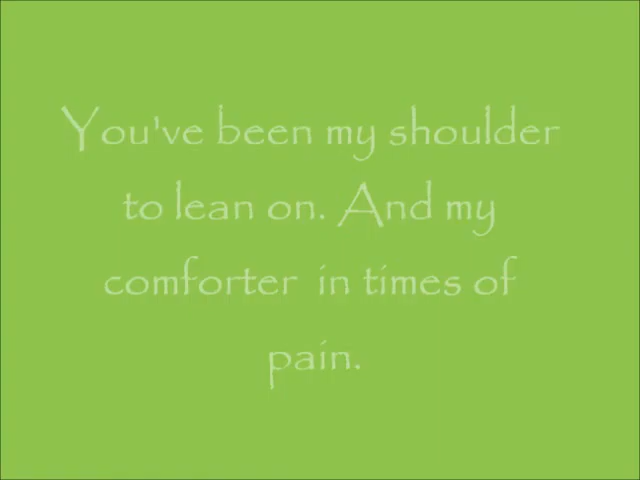 You've been my shoulder
to lean on. And my
comforter  in times of
pain.